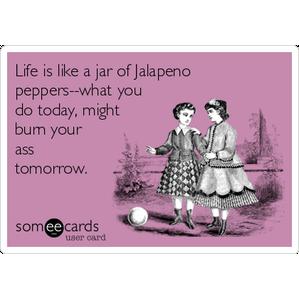 Life is like a jar of Jalapeno
peppers--what you
do today, might
burn your
ass
tomorrow.
someecards
user card